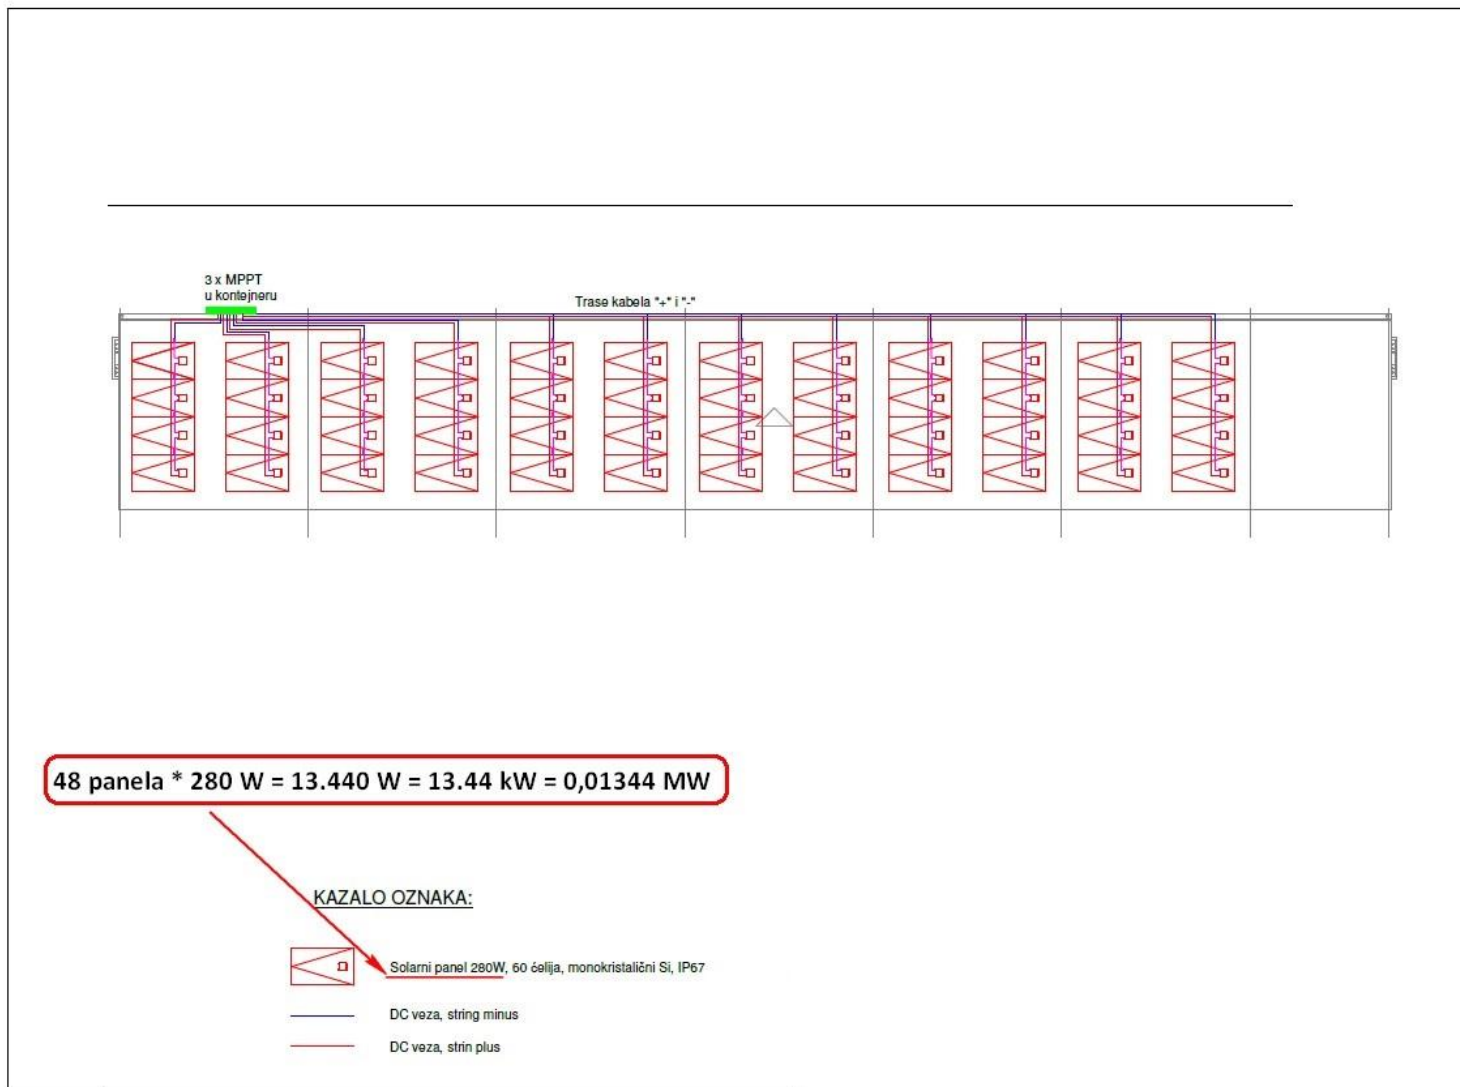 3 x MPPT
u kontejneru
Trase kabela "+" i "-"
48 panela * 280 W = 13.440 W = 13.44 kW = 0,01344 MW
KAZALO OZNAKA:
Solarni panel 280W, 60 ćelija, monokristalični Si, IP67
DC veza, string minus
DC veza, strin plus